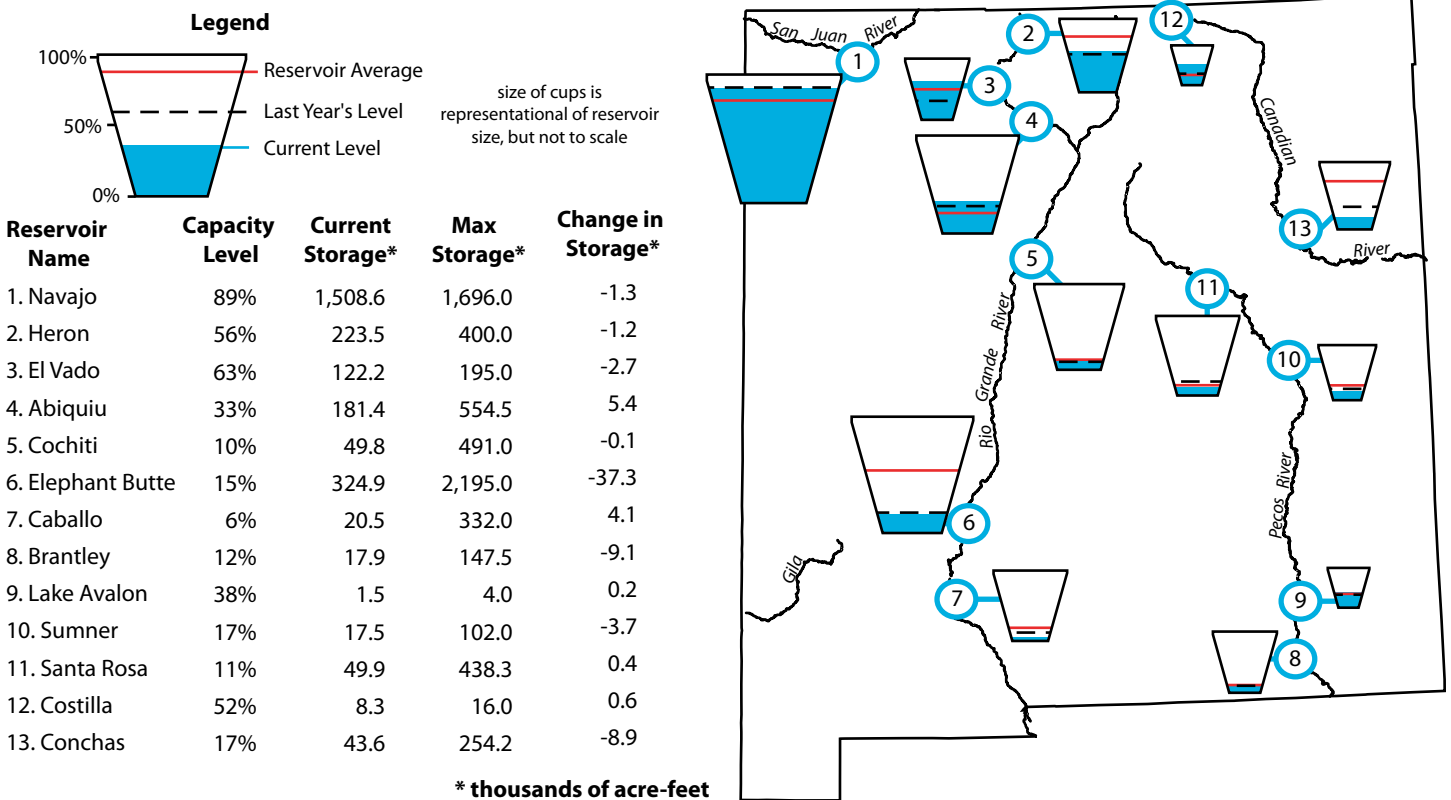 Legend
100%
50%
0%
Reservoir Average
Last Year's Level
Current Level
size of cups is
representational of reservoir
size, but not to scale
Reservoir Name Capacity Level Current Storage* Max Storage* Change in Storage*
1. Navajo 89% 1,508.6 1,696.0 -1.3
2. Heron 56% 223.5 400.0 -1.2
3. El Vado 63% 122.2 195.0 -2.7
4. Abiquiu 33% 181.4 554.5 5.4
5. Cochiti 10% 49.8 491.0 -0.1
6. Elephant Butte 15% 324.9 2,195.0 -37.3
7. Caballo 6% 20.5 332.0 4.1
8. Brantley 12% 17.9 147.5 -9.1
9. Lake Avalon 38% 1.5 4.0 0.2
10. Sumner 17% 17.5 102.0 -3.7
11. Santa Rosa 11% 49.9 438.3 0.4
12. Costilla 52% 8.3 16.0 0.6
13. Conchas 17% 43.6 254.2 -8.9
* thousands of acre-feet
San Juan River
1
2
12
3
4
Canadian
River
13
5
11
Rio Grande River
10
Pecos River
6
Gila
7
9
8